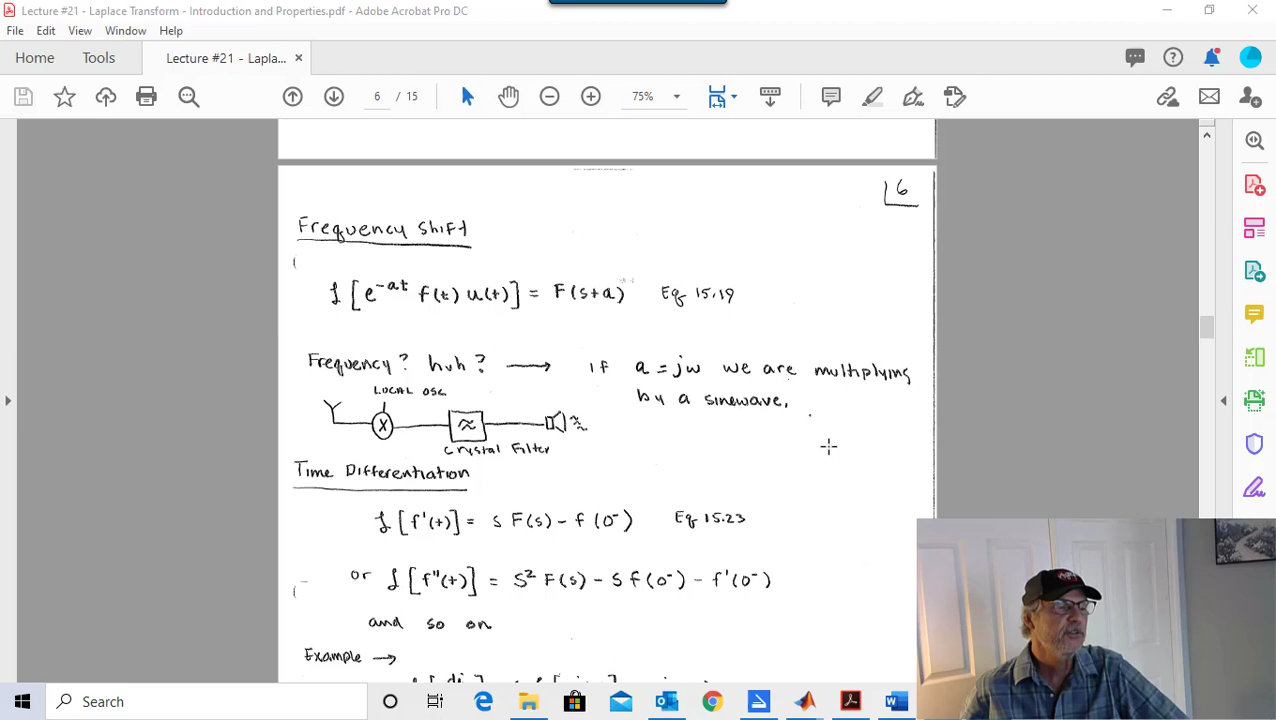 Lecture #21 - Laplace Transform - Introduction and Properties.pdf - Adobe Acrobat Pro DC
File Edit View Window Help
Home Tools Lecture #21 - Lapla... ×
6 / 15 75%
6
Frequency Shift
ℒ[e^-at f(t) u(t)] = F(s+a) Eq 15.19
Frequency? huh? → if a = jw we are multiplying
by a sinewave.
LOCAL OSC
X
Crystal Filter
Time Differentiation
ℒ[f'(t)] = s F(s) - f(0⁻) Eq 15.23
or ℒ[f"(t)] = S² F(s) - S f(0⁻) - f'(0⁻)
and so on
Example →
Search